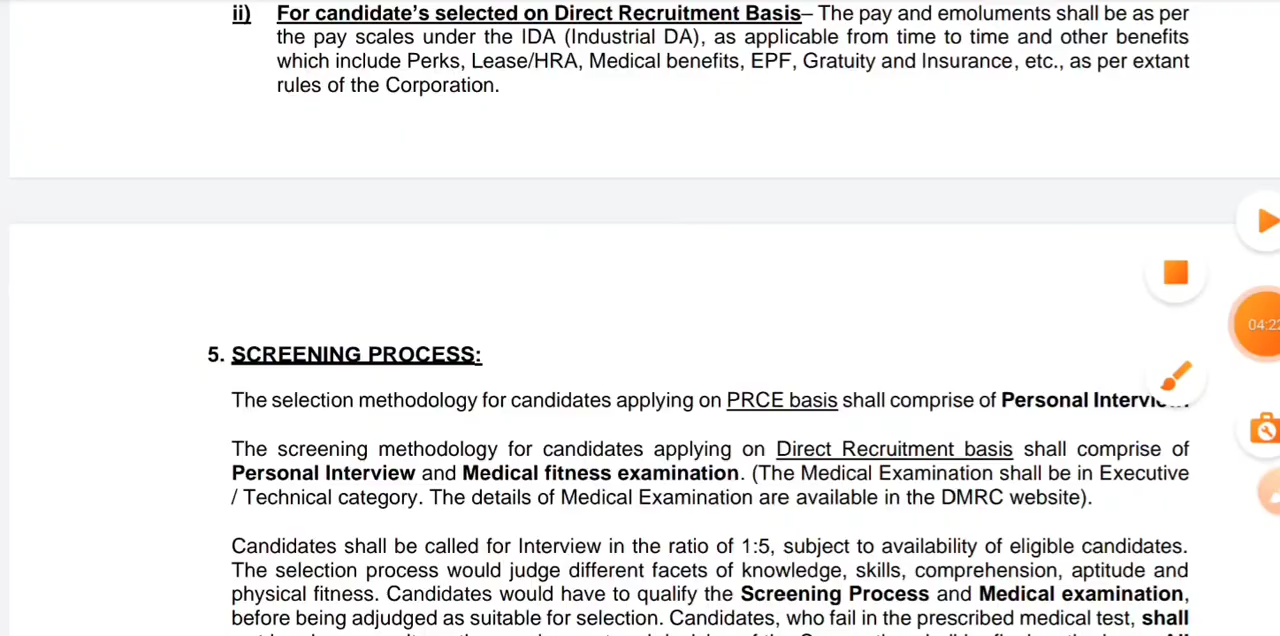 ii) For candidate’s selected on Direct Recruitment Basis– The pay and emoluments shall be as per
the pay scales under the IDA (Industrial DA), as applicable from time to time and other benefits
which include Perks, Lease/HRA, Medical benefits, EPF, Gratuity and Insurance, etc., as per extant
rules of the Corporation.
5. SCREENING PROCESS:
The selection methodology for candidates applying on PRCE basis shall comprise of Personal
The screening methodology for candidates applying on Direct Recruitment basis shall comprise of
Personal Interview and Medical fitness examination. (The Medical Examination shall be in Executive
/ Technical category. The details of Medical Examination are available in the DMRC website).
Candidates shall be called for Interview in the ratio of 1:5, subject to availability of eligible candidates.
The selection process would judge different facets of knowledge, skills, comprehension, aptitude and
physical fitness. Candidates would have to qualify the Screening Process and Medical examination,
before being adjudged as suitable for selection. Candidates, who fail in the prescribed medical test, shall